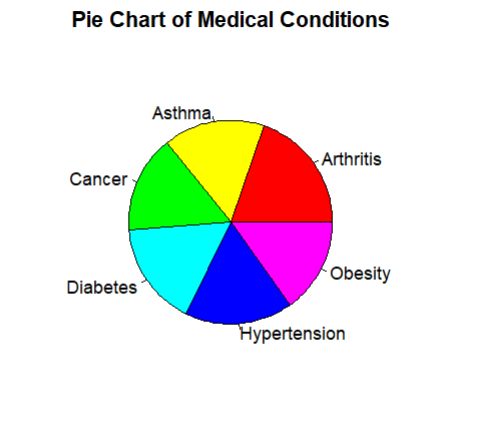 Pie Chart of Medical Conditions
Asthma
Arthritis
Cancer
Obesity
Diabetes
Hypertension